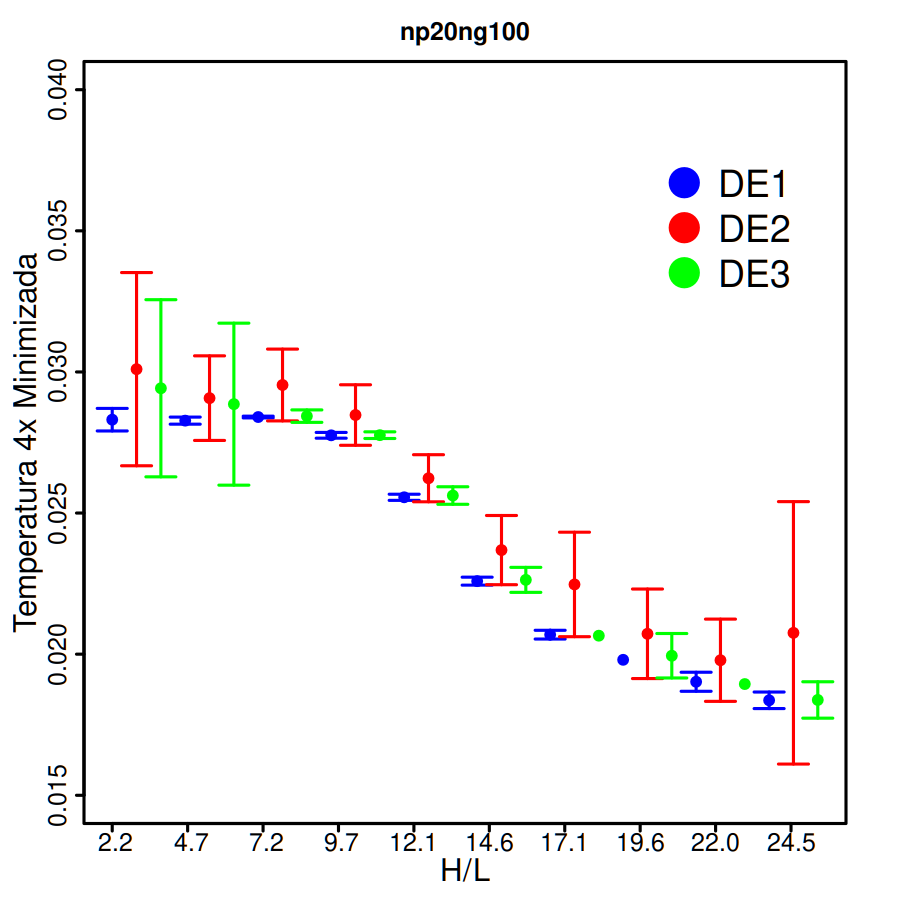 np20ng100
0.040
0.035
0.030
0.025
0.020
0.015
Temperatura 4x Minimizada
DE1
DE2
DE3
2.2 4.7 7.2 9.7 12.1 14.6 17.1 19.6 22.0 24.5
H/L